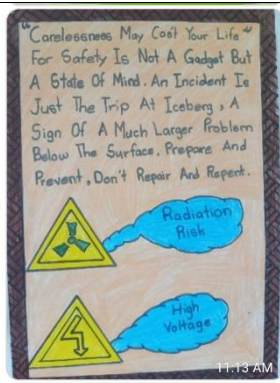 "Carelessness May Cost Your Life"
For Safety Is Not A Gadget But
A State Of Mind. An Incident Is
Just The Trip At Iceberg, A
Sign Of A Much Larger Problem
Below The Surface. Prepare And
Prevent, Don't Repair And Repent.
Radiation
Risk
High
Voltage
11:13 AM